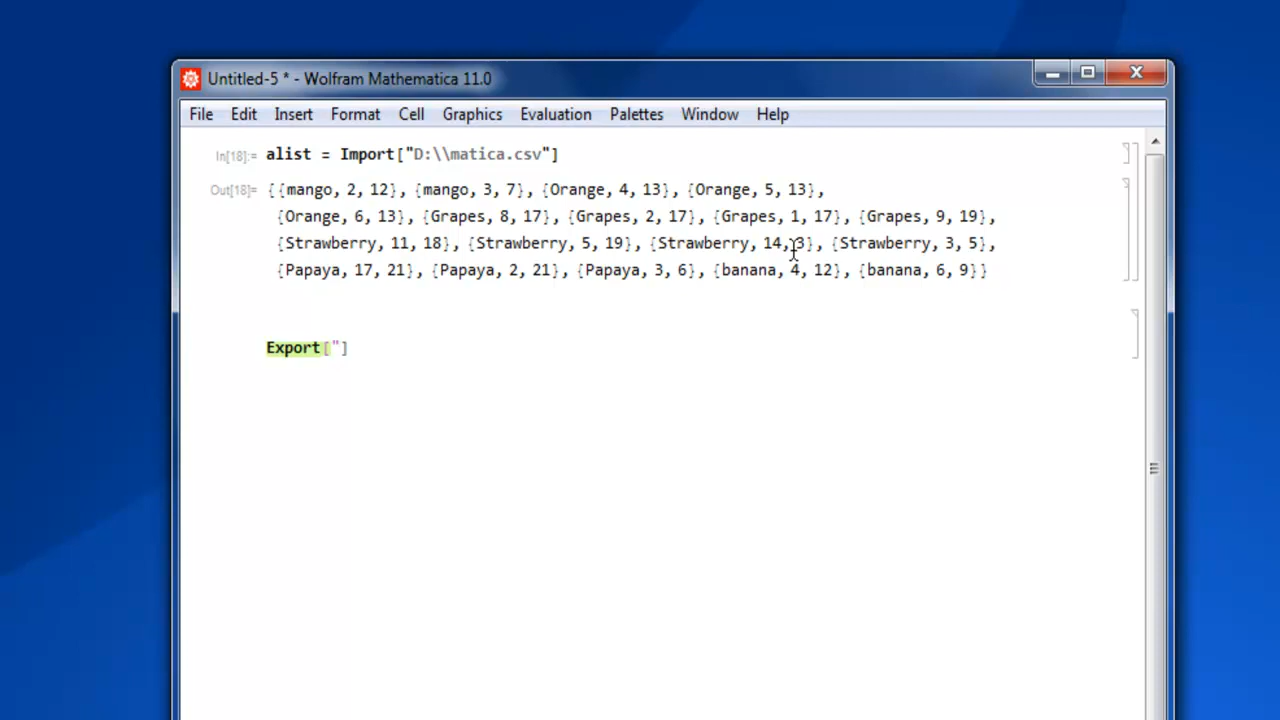 Untitled-5 * - Wolfram Mathematica 11.0
File Edit Insert Format Cell Graphics Evaluation Palettes Window Help
In[18]:= alist = Import["D:\\matica.csv"]
Out[18]= {{mango, 2, 12}, {mango, 3, 7}, {Orange, 4, 13}, {Orange, 5, 13},
{Orange, 6, 13}, {Grapes, 8, 17}, {Grapes, 2, 17}, {Grapes, 1, 17}, {Grapes, 9, 19},
{Strawberry, 11, 18}, {Strawberry, 5, 19}, {Strawberry, 14, 3}, {Strawberry, 3, 5},
{Papaya, 17, 21}, {Papaya, 2, 21}, {Papaya, 3, 6}, {banana, 4, 12}, {banana, 6, 9}}
Export["]